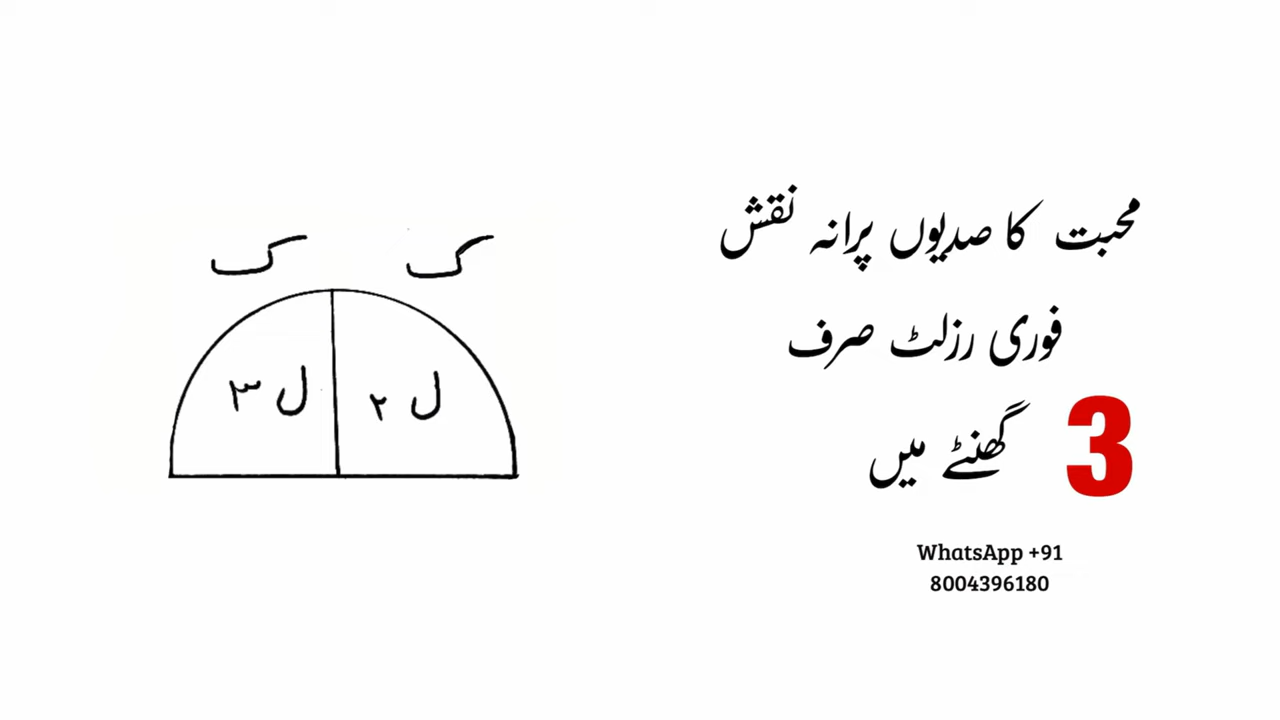 ک ک
ل ۲
ل ۳
محبت کا صدیوں پرانہ نقش
فوری رزلٹ صرف
3 گھنٹے میں
WhatsApp +91
8004396180